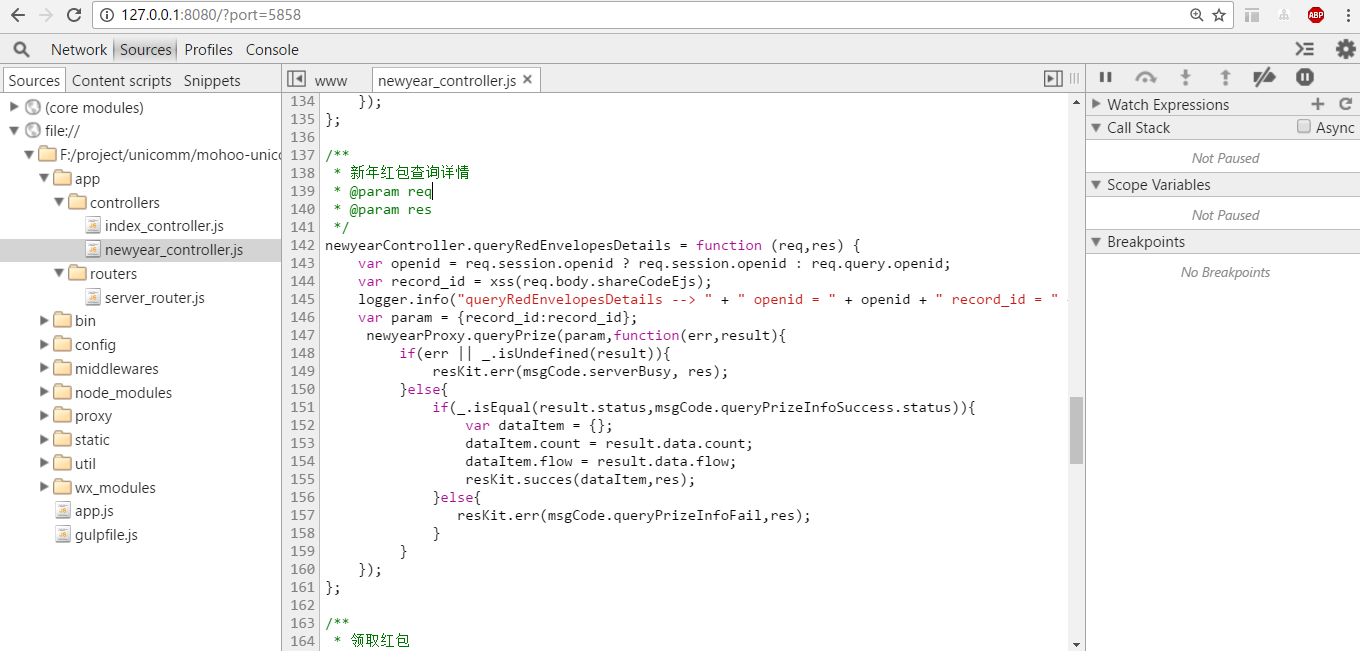 127.0.0.1:8080/?port=5858
ABP
Network Sources Profiles Console
Sources Content scripts Snippets
www newyear_controller.js
(core modules)
file://
F:/project/unicomm/mohoo-unic
app
controllers
index_controller.js
newyear_controller.js
routers
server_router.js
bin
config
middlewares
node_modules
proxy
static
util
wx_modules
app.js
gulpfile.js
134     });
135 };
136
137 /**
138  * 新年红包查询详情
139  * @param req
140  * @param res
141  */
142 newyearController.queryRedEnvelopesDetails = function (req,res) {
143     var openid = req.session.openid ? req.session.openid : req.query.openid;
144     var record_id = xss(req.body.shareCodeEjs);
145     logger.info("queryRedEnvelopesDetails --> " + " openid = " + openid + " record_id = " +
146     var param = {record_id:record_id};
147      newyearProxy.queryPrize(param,function(err,result){
148          if(err || _.isUndefined(result)){
149              resKit.err(msgCode.serverBusy, res);
150          }else{
151              if(_.isEqual(result.status,msgCode.queryPrizeInfoSuccess.status)){
152                  var dataItem = {};
153                  dataItem.count = result.data.count;
154                  dataItem.flow = result.data.flow;
155                  resKit.succes(dataItem,res);
156              }else{
157                 resKit.err(msgCode.queryPrizeInfoFail,res);
158              }
159          }
160     });
161 };
162
163 /**
164  * 领取红包
Watch Expressions
Call Stack Async
Not Paused
Scope Variables
Not Paused
Breakpoints
No Breakpoints